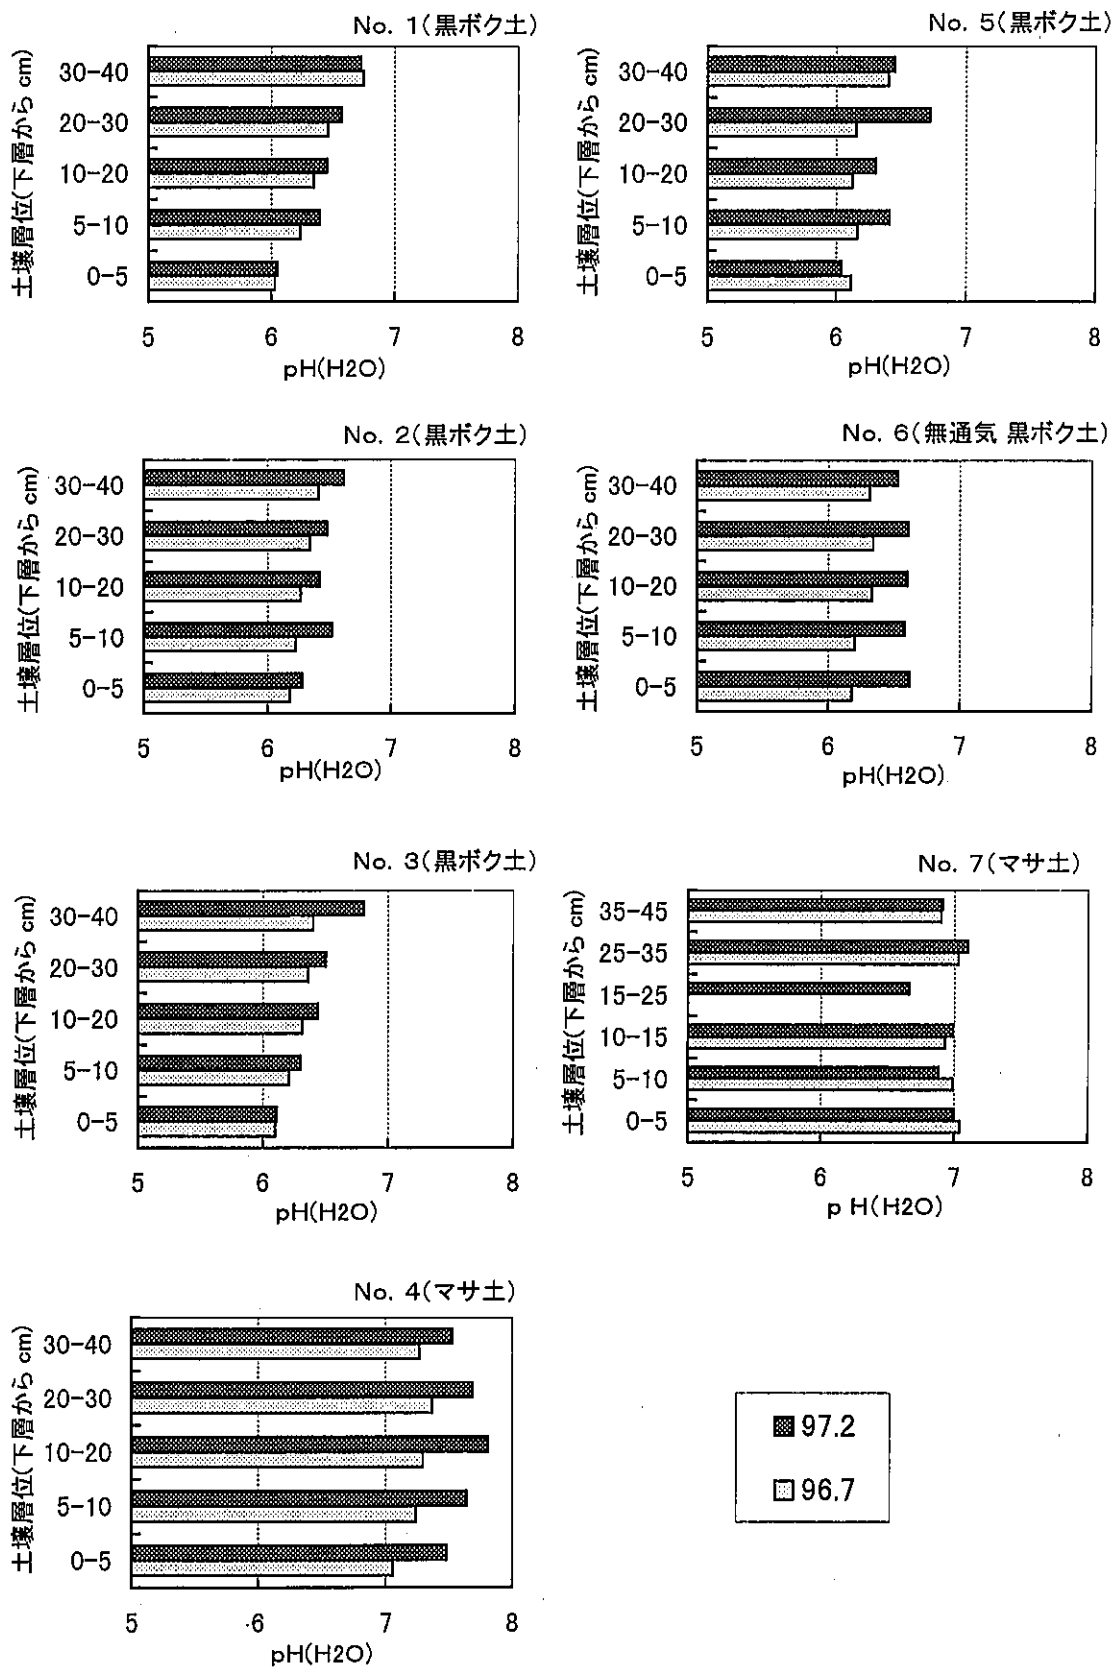 No. 1(黒ボク土)
土壌層位(下層から cm)
30-40
20-30
10-20
5-10
0-5
5 6 7 8
pH(H2O)
No. 2(黒ボク土)
土壌層位(下層から cm)
30-40
20-30
10-20
5-10
0-5
5 6 7 8
pH(H2O)
No. 3(黒ボク土)
土壌層位(下層から cm)
30-40
20-30
10-20
5-10
0-5
5 6 7 8
pH(H2O)
No. 4(マサ土)
土壌層位(下層から cm)
30-40
20-30
10-20
5-10
0-5
5 6 7 8
pH(H2O)
No. 5(黒ボク土)
土壌層位(下層から cm)
30-40
20-30
10-20
5-10
0-5
5 6 7 8
pH(H2O)
No. 6(無通気 黒ボク土)
土壌層位(下層から cm)
30-40
20-30
10-20
5-10
0-5
5 6 7 8
pH(H2O)
No. 7(マサ土)
土壌層位(下層から cm)
35-45
25-35
15-25
10-15
5-10
0-5
5 6 7 8
p H(H2O)
97.2
96.7